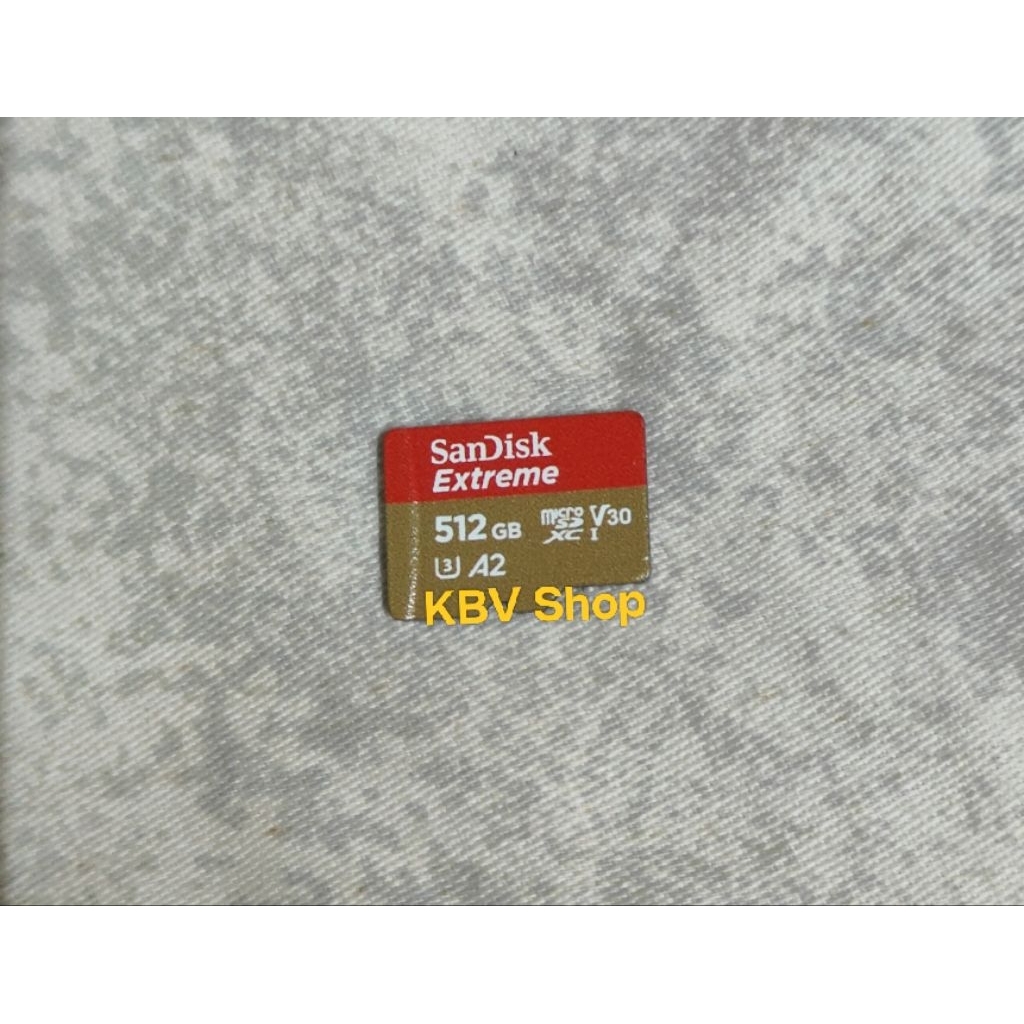 SanDisk
Extreme
512 GB micro SD XC I V30
3 A2
KBV Shop